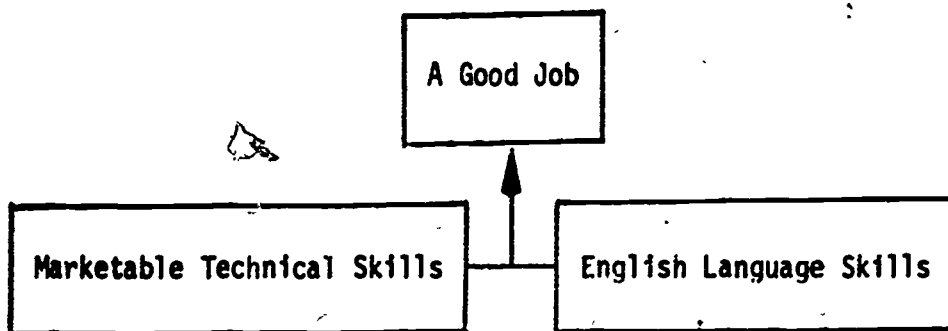 A Good Job
Marketable Technical Skills
English Language Skills